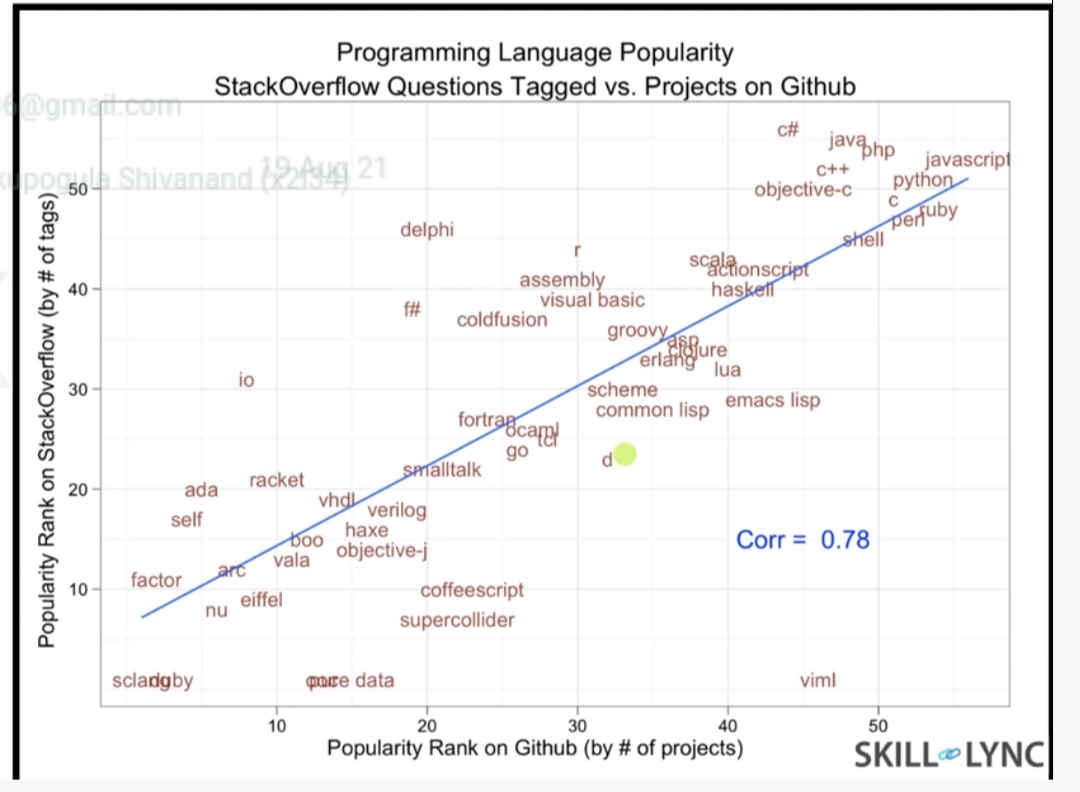 Programming Language Popularity
StackOverflow Questions Tagged vs. Projects on Github
6@gmail.com
19 Aug 21
Shivanand (x2134)
c#
java
php
javascript
c++
python
objective-c
c
ruby
perl
shell
delphi
r
scala
actionscript
assembly
haskell
visual basic
f#
coldfusion
groovy
asp
clojure
erlang
lua
io
scheme
emacs lisp
common lisp
fortran
ocaml
tcl
go
d
smalltalk
racket
ada
vhdl
verilog
self
haxe
boo
objective-j
vala
arc
factor
coffeescript
eiffel
nu
supercollider
sclang
pure data
viml
Corr = 0.78
50
40
30
20
10
Popularity Rank on StackOverflow (by # of tags)
10 20 30 40 50
Popularity Rank on Github (by # of projects)
SKILL LYNC